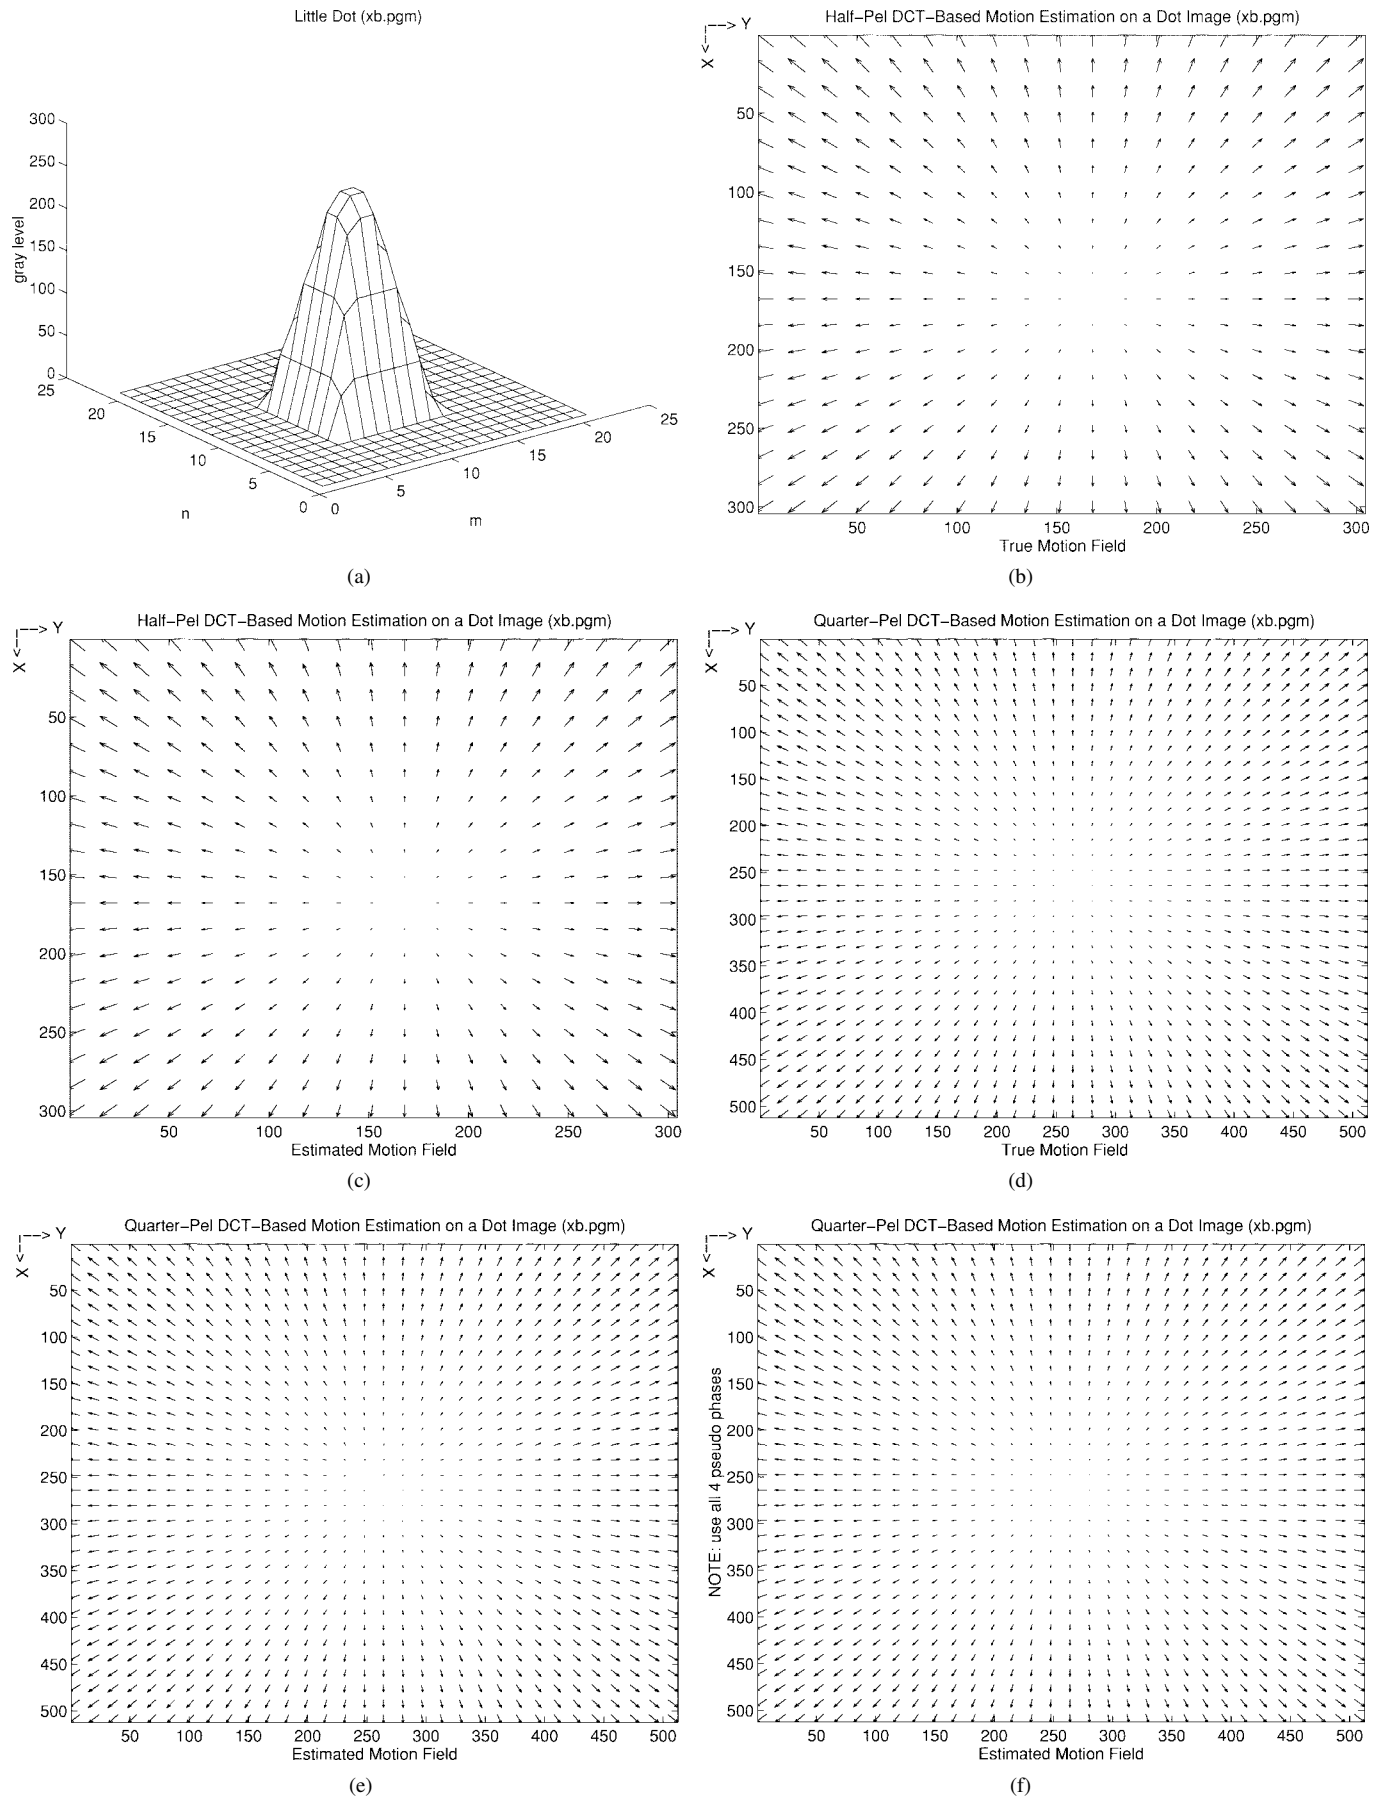 Little Dot (xb.pgm)
300
250
200
150
100
50
0
gray level
25
20
15
10
5
0
n
0
5
10
15
20
25
m
(a)
Half-Pel DCT-Based Motion Estimation on a Dot Image (xb.pgm)
X <--|--> Y
50
100
150
200
250
300
50 100 150 200 250 300
True Motion Field
(b)
Half-Pel DCT-Based Motion Estimation on a Dot Image (xb.pgm)
X <--|--> Y
50
100
150
200
250
300
50 100 150 200 250 300
Estimated Motion Field
(c)
Quarter-Pel DCT-Based Motion Estimation on a Dot Image (xb.pgm)
X <--|--> Y
50
100
150
200
250
300
350
400
450
500
50 100 150 200 250 300 350 400 450 500
True Motion Field
(d)
Quarter-Pel DCT-Based Motion Estimation on a Dot Image (xb.pgm)
X <--|--> Y
50
100
150
200
250
300
350
400
450
500
50 100 150 200 250 300 350 400 450 500
Estimated Motion Field
(e)
Quarter-Pel DCT-Based Motion Estimation on a Dot Image (xb.pgm)
X <--|--> Y
NOTE: use all 4 pseudo phases
50
100
150
200
250
300
350
400
450
500
50 100 150 200 250 300 350 400 450 500
Estimated Motion Field
(f)